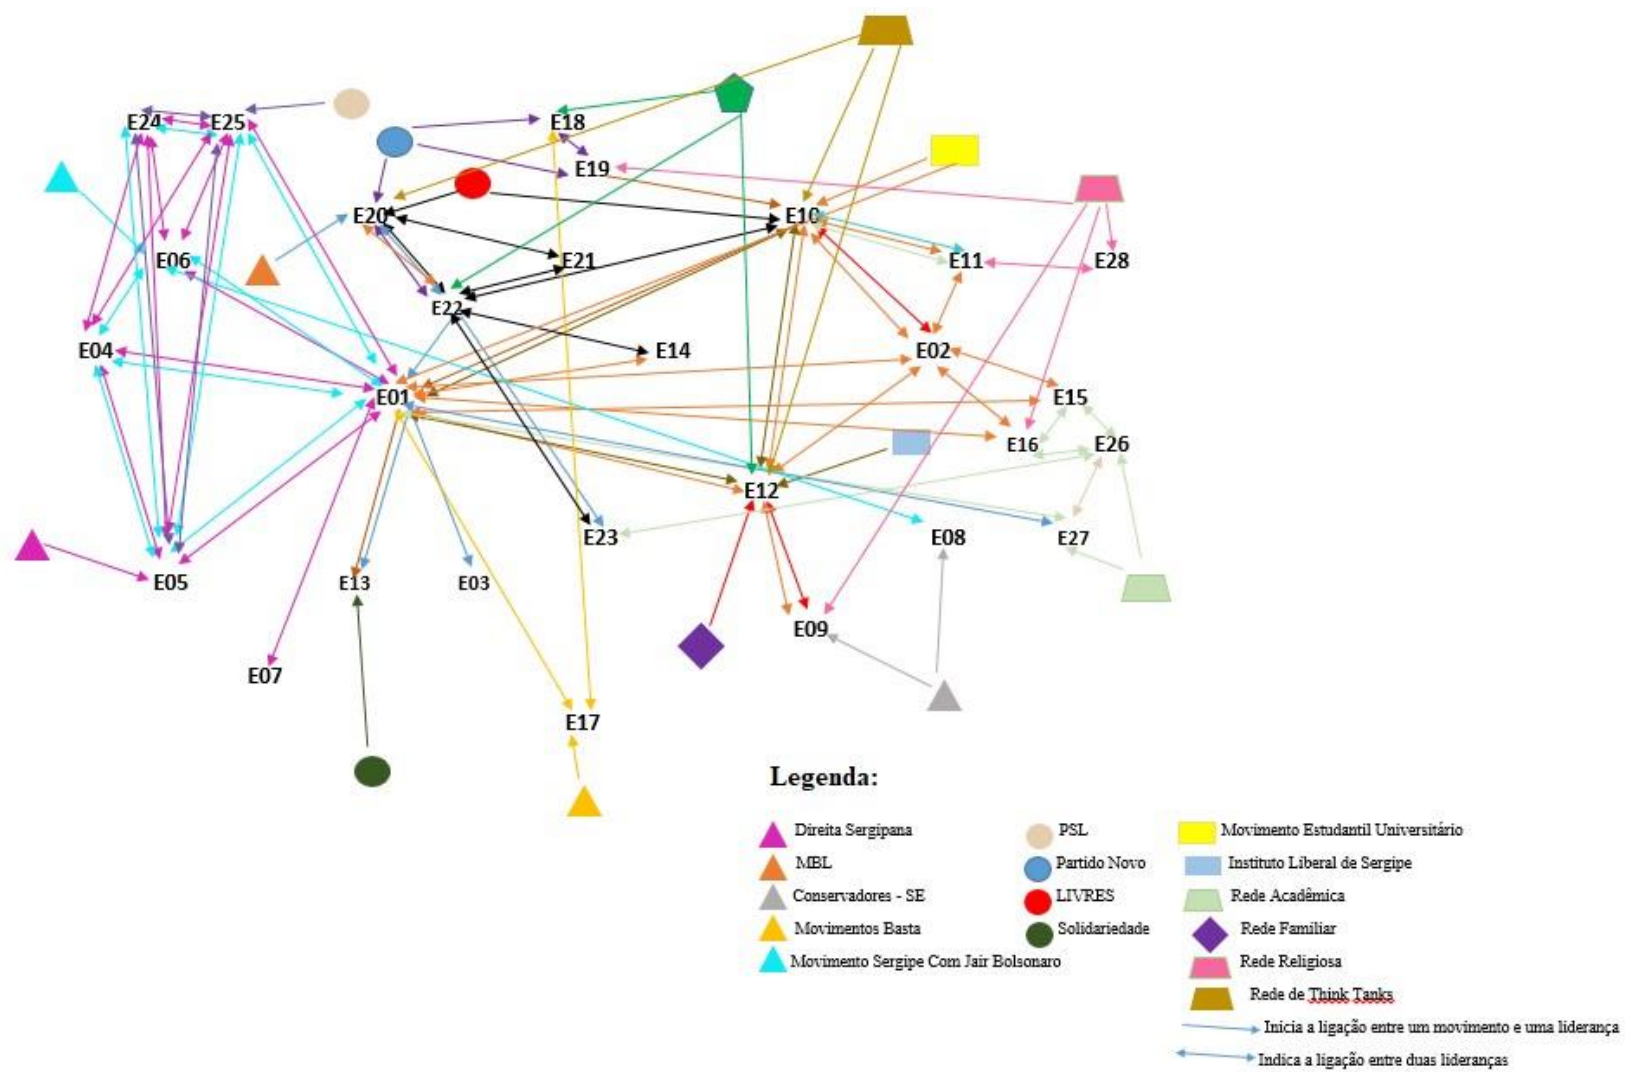 E24
E25
E18
E19
E20
E10
E06
E21
E11
E28
E22
E04
E14
E02
E01
E15
E16
E26
E12
E23
E08
E27
E05
E13
E03
E09
E07
E17
Legenda:
Direita Sergipana
MBL
Conservadores - SE
Movimentos Basta
Movimento Sergipe Com Jair Bolsonaro
PSL
Partido Novo
LIVRES
Solidariedade
Movimento Estudantil Universitário
Instituto Liberal de Sergipe
Rede Acadêmica
Rede Familiar
Rede Religiosa
Rede de Think Tanks
Inicia a ligação entre um movimento e uma liderança
Indica a ligação entre duas lideranças